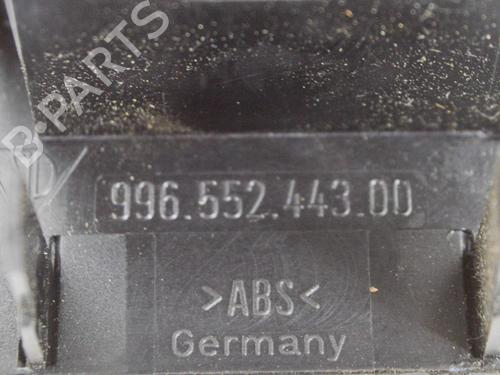 B-PARTS
996.552.443.00
>ABS<
Germany